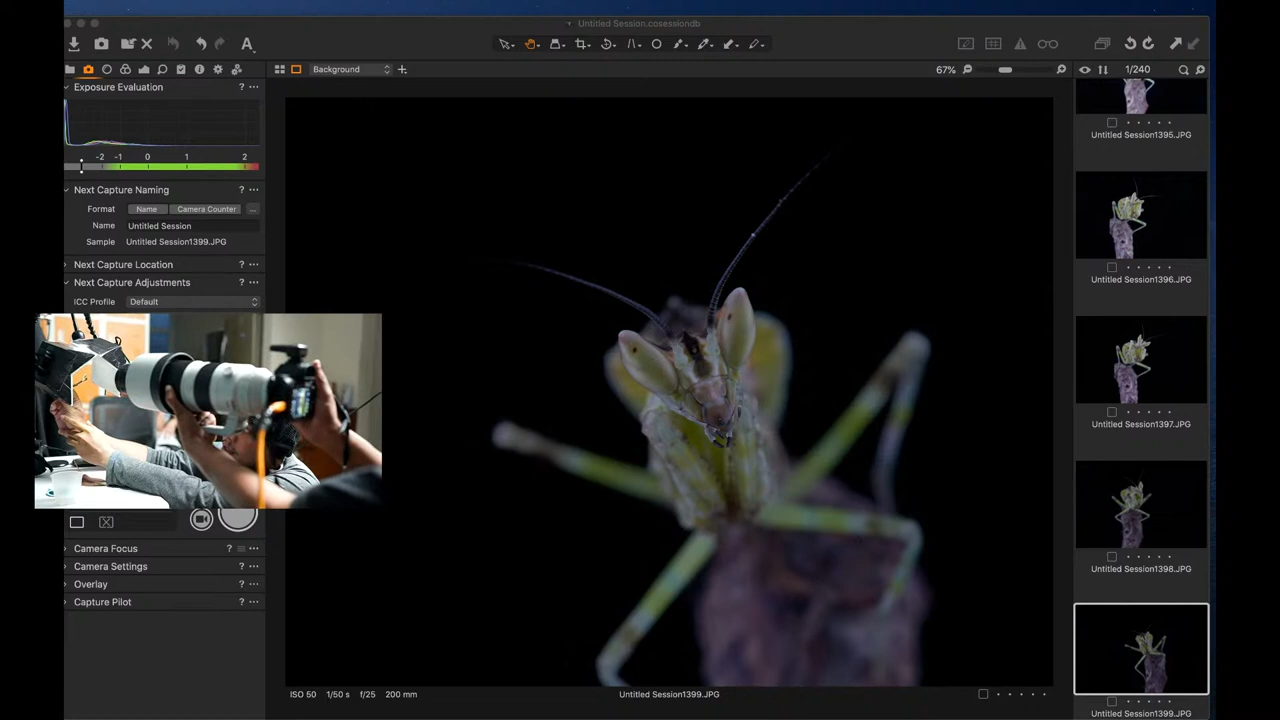 Untitled Session.cosessiondb
A
Background
67%
1/240
Exposure Evaluation
? ...
-2 -1 0 1 2
Next Capture Naming
? ...
Format Name Camera Counter ...
Name Untitled Session
Sample Untitled Session1399.JPG
Next Capture Location
? ...
Next Capture Adjustments
? ...
ICC Profile Default
Camera Focus
? ...
Camera Settings
? ...
Overlay
? ...
Capture Pilot
? ...
ISO 50 1/50 s f/25 200 mm
Untitled Session1399.JPG
Untitled Session1395.JPG
Untitled Session1396.JPG
Untitled Session1397.JPG
Untitled Session1398.JPG
Untitled Session1399.JPG